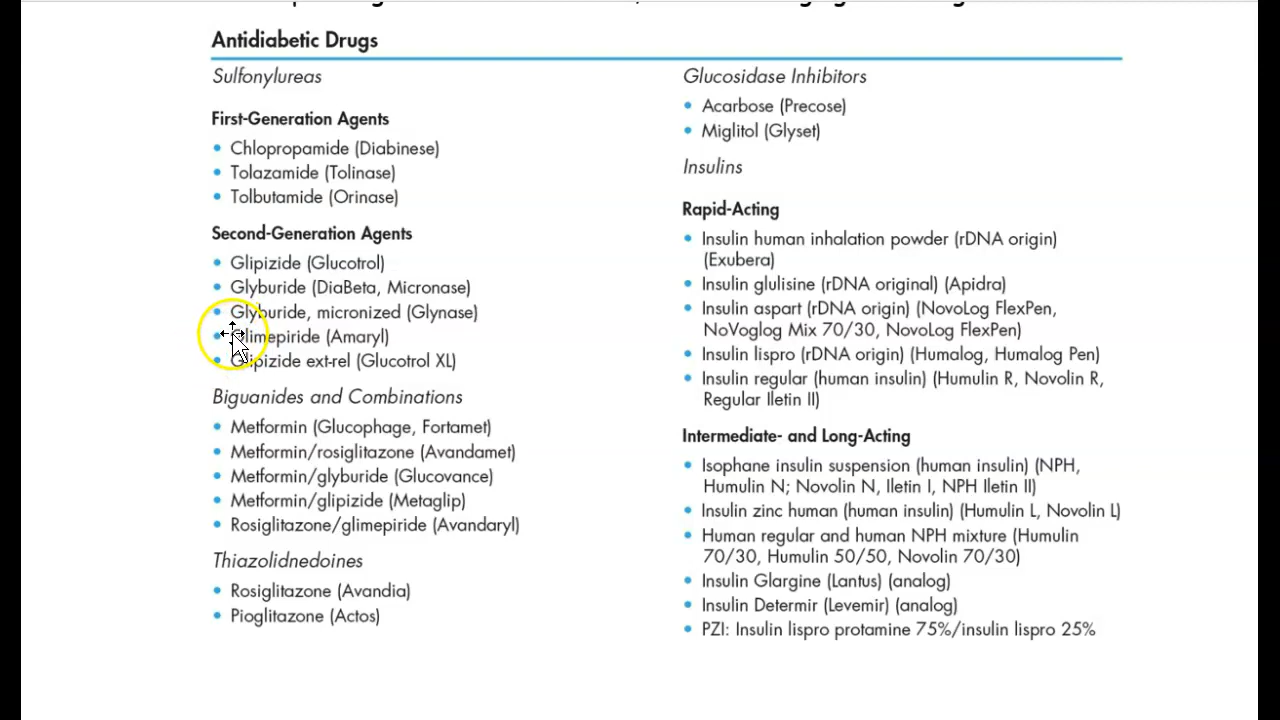 Antidiabetic Drugs
Sulfonylureas
First-Generation Agents
• Chlopropamide (Diabinese)
• Tolazamide (Tolinase)
• Tolbutamide (Orinase)
Second-Generation Agents
• Glipizide (Glucotrol)
• Glyburide (DiaBeta, Micronase)
• Glyburide, micronized (Glynase)
• Glimepiride (Amaryl)
• Glipizide ext-rel (Glucotrol XL)
Biguanides and Combinations
• Metformin (Glucophage, Fortamet)
• Metformin/rosiglitazone (Avandamet)
• Metformin/glyburide (Glucovance)
• Metformin/glipizide (Metaglip)
• Rosiglitazone/glimepiride (Avandaryl)
Thiazolidnedoines
• Rosiglitazone (Avandia)
• Pioglitazone (Actos)
Glucosidase Inhibitors
• Acarbose (Precose)
• Miglitol (Glyset)
Insulins
Rapid-Acting
• Insulin human inhalation powder (rDNA origin)
(Exubera)
• Insulin glulisine (rDNA original) (Apidra)
• Insulin aspart (rDNA origin) (NovoLog FlexPen,
NoVoglog Mix 70/30, NovoLog FlexPen)
• Insulin lispro (rDNA origin) (Humalog, Humalog Pen)
• Insulin regular (human insulin) (Humulin R, Novolin R,
Regular Iletin II)
Intermediate- and Long-Acting
• Isophane insulin suspension (human insulin) (NPH,
Humulin N; Novolin N, Iletin I, NPH Iletin II)
• Insulin zinc human (human insulin) (Humulin L, Novolin L)
• Human regular and human NPH mixture (Humulin
70/30, Humulin 50/50, Novolin 70/30)
• Insulin Glargine (Lantus) (analog)
• Insulin Determir (Levemir) (analog)
• PZI: Insulin lispro protamine 75%/insulin lispro 25%